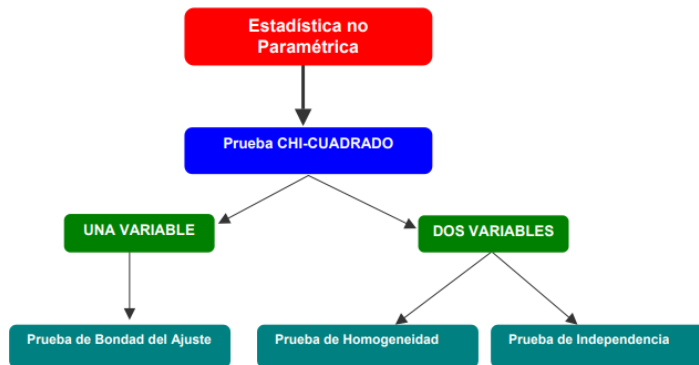 Estadística no
Paramétrica
Prueba CHI-CUADRADO
UNA VARIABLE
DOS VARIABLES
Prueba de Bondad del Ajuste
Prueba de Homogeneidad
Prueba de Independencia